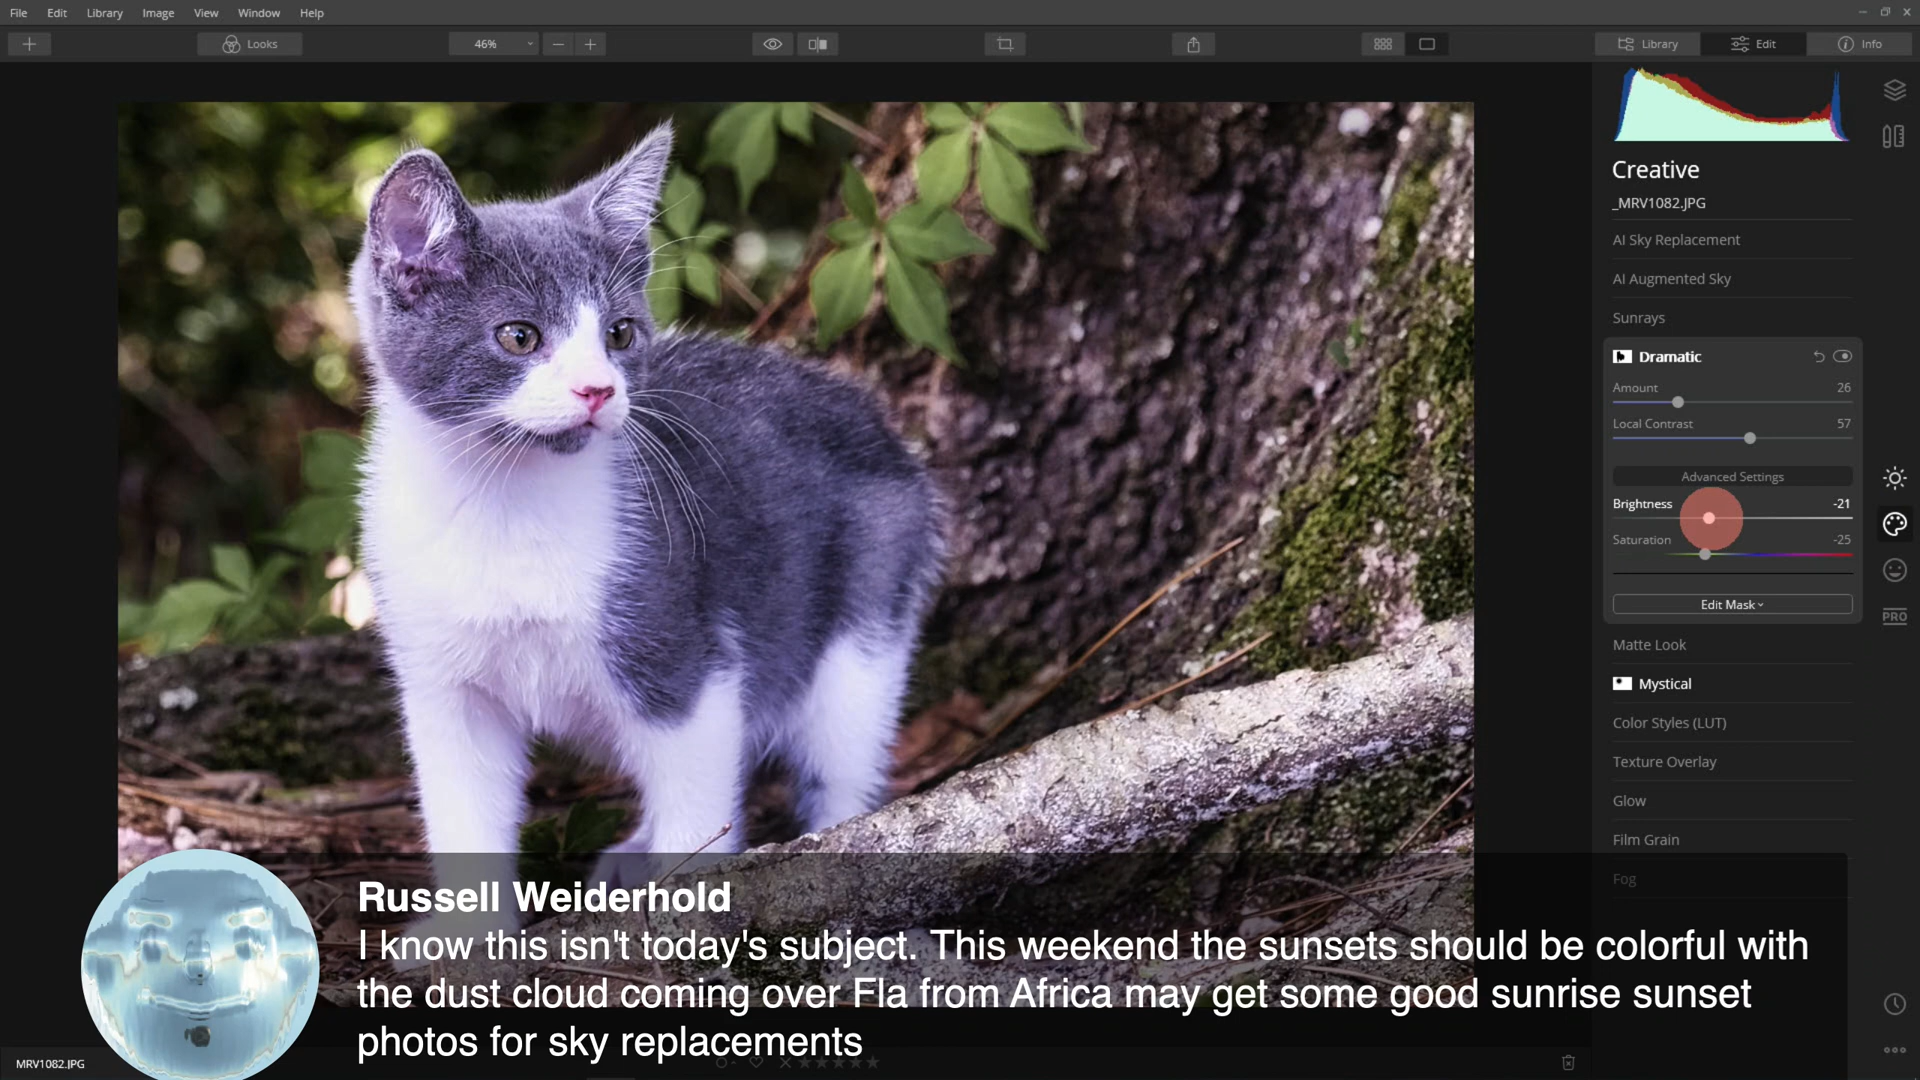 File Edit Library Image View Window Help
Looks 46% Library Edit Info
Creative
_MRV1082.JPG
AI Sky Replacement
AI Augmented Sky
Sunrays
Dramatic
Amount 26
Local Contrast 57
Advanced Settings
Brightness -21
Saturation -25
Edit Mask
PRO
Matte Look
Mystical
Color Styles (LUT)
Texture Overlay
Glow
Film Grain
Fog
Russell Weiderhold
I know this isn't today's subject. This weekend the sunsets should be colorful with
the dust cloud coming over Fla from Africa may get some good sunrise sunset
photos for sky replacements
MRV1082.JPG